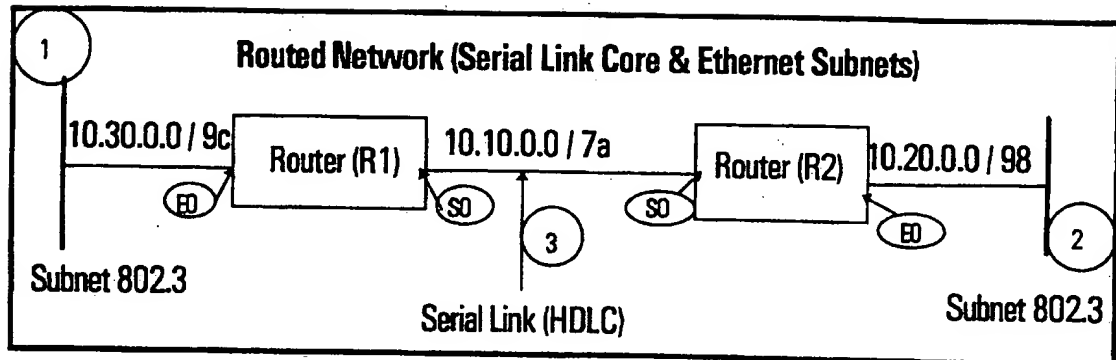 1
Routed Network (Serial Link Core & Ethernet Subnets)
10.30.0.0 / 9c
Router (R1)
10.10.0.0 / 7a
Router (R2)
10.20.0.0 / 98
E0
S0
3
S0
E0
2
Subnet 802.3
Serial Link (HDLC)
Subnet 802.3